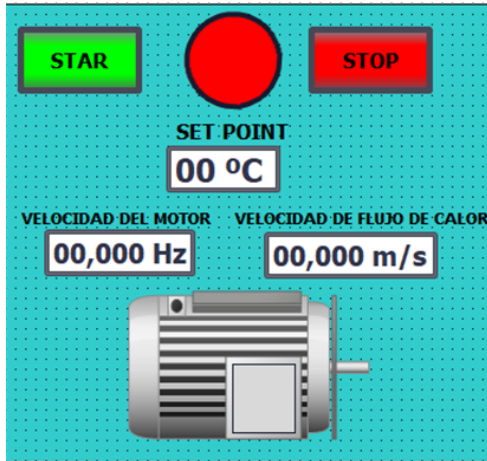 STAR
STOP
SET POINT
00 ºC
VELOCIDAD DEL MOTOR
VELOCIDAD DE FLUJO DE CALOR
00,000 Hz
00,000 m/s